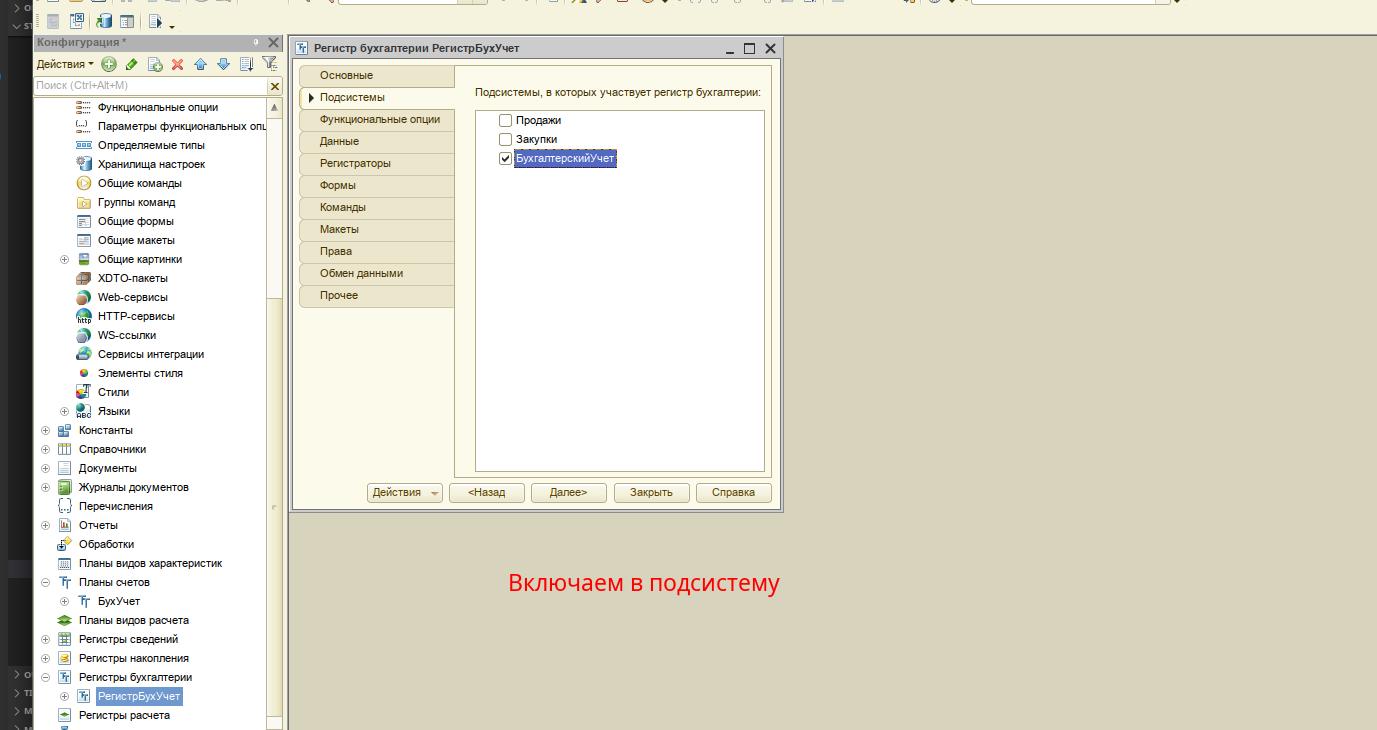 Конфигурация *
Действия
Поиск (Ctrl+Alt+M)
Функциональные опции
Параметры функциональных опц
Определяемые типы
Хранилища настроек
Общие команды
Группы команд
Общие формы
Общие макеты
Общие картинки
XDTO-пакеты
Web-сервисы
HTTP-сервисы
WS-ссылки
Сервисы интеграции
Элементы стиля
Стили
Языки
Константы
Справочники
Документы
Журналы документов
Перечисления
Отчеты
Обработки
Планы видов характеристик
Планы счетов
БухУчет
Планы видов расчета
Регистры сведений
Регистры накопления
Регистры бухгалтерии
РегистрБухУчет
Регистры расчета
Регистр бухгалтерии РегистрБухУчет
Основные
Подсистемы
Функциональные опции
Данные
Регистраторы
Формы
Команды
Макеты
Права
Обмен данными
Прочее
Подсистемы, в которых участвует регистр бухгалтерии:
Продажи
Закупки
БухгалтерскийУчет
Действия
<Назад
Далее>
Закрыть
Справка
Включаем в подсистему